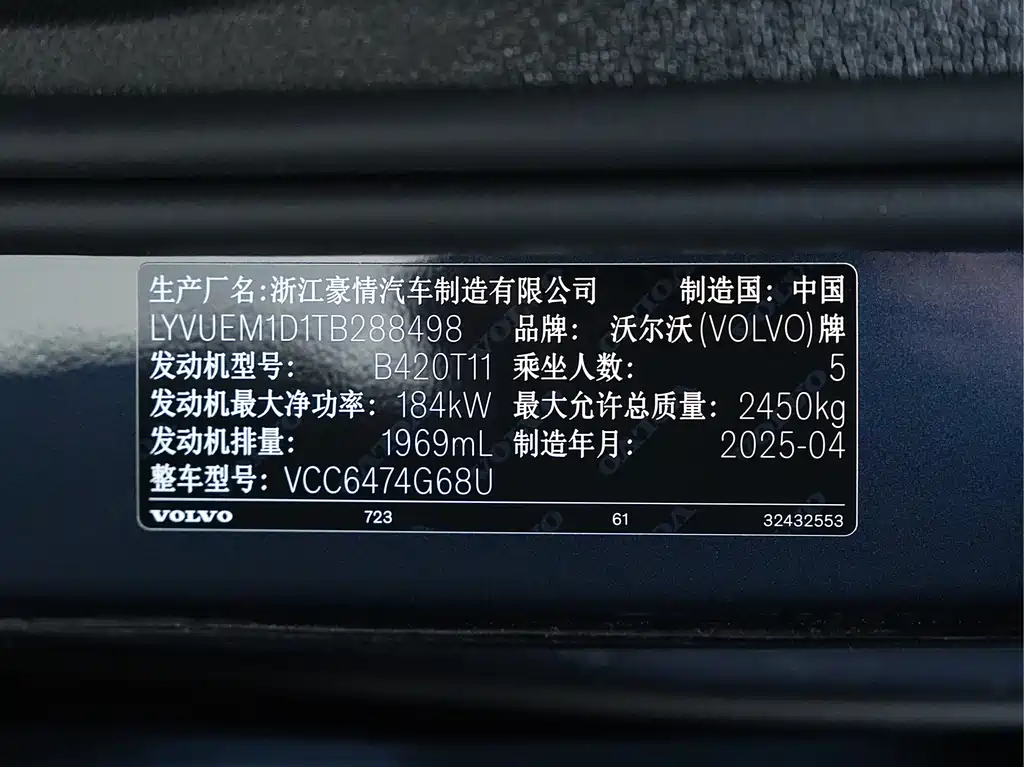 生产厂名:浙江豪情汽车制造有限公司 制造国：中国
LYVUEM1D1TB288498 品牌： 沃尔沃(VOLVO)牌
发动机型号： B420T11 乘坐人数： 5
发动机最大净功率：184kW 最大允许总质量：2450kg
发动机排量： 1969mL 制造年月： 2025-04
整车型号：VCC6474G68U
VOLVO 723 61 32432553